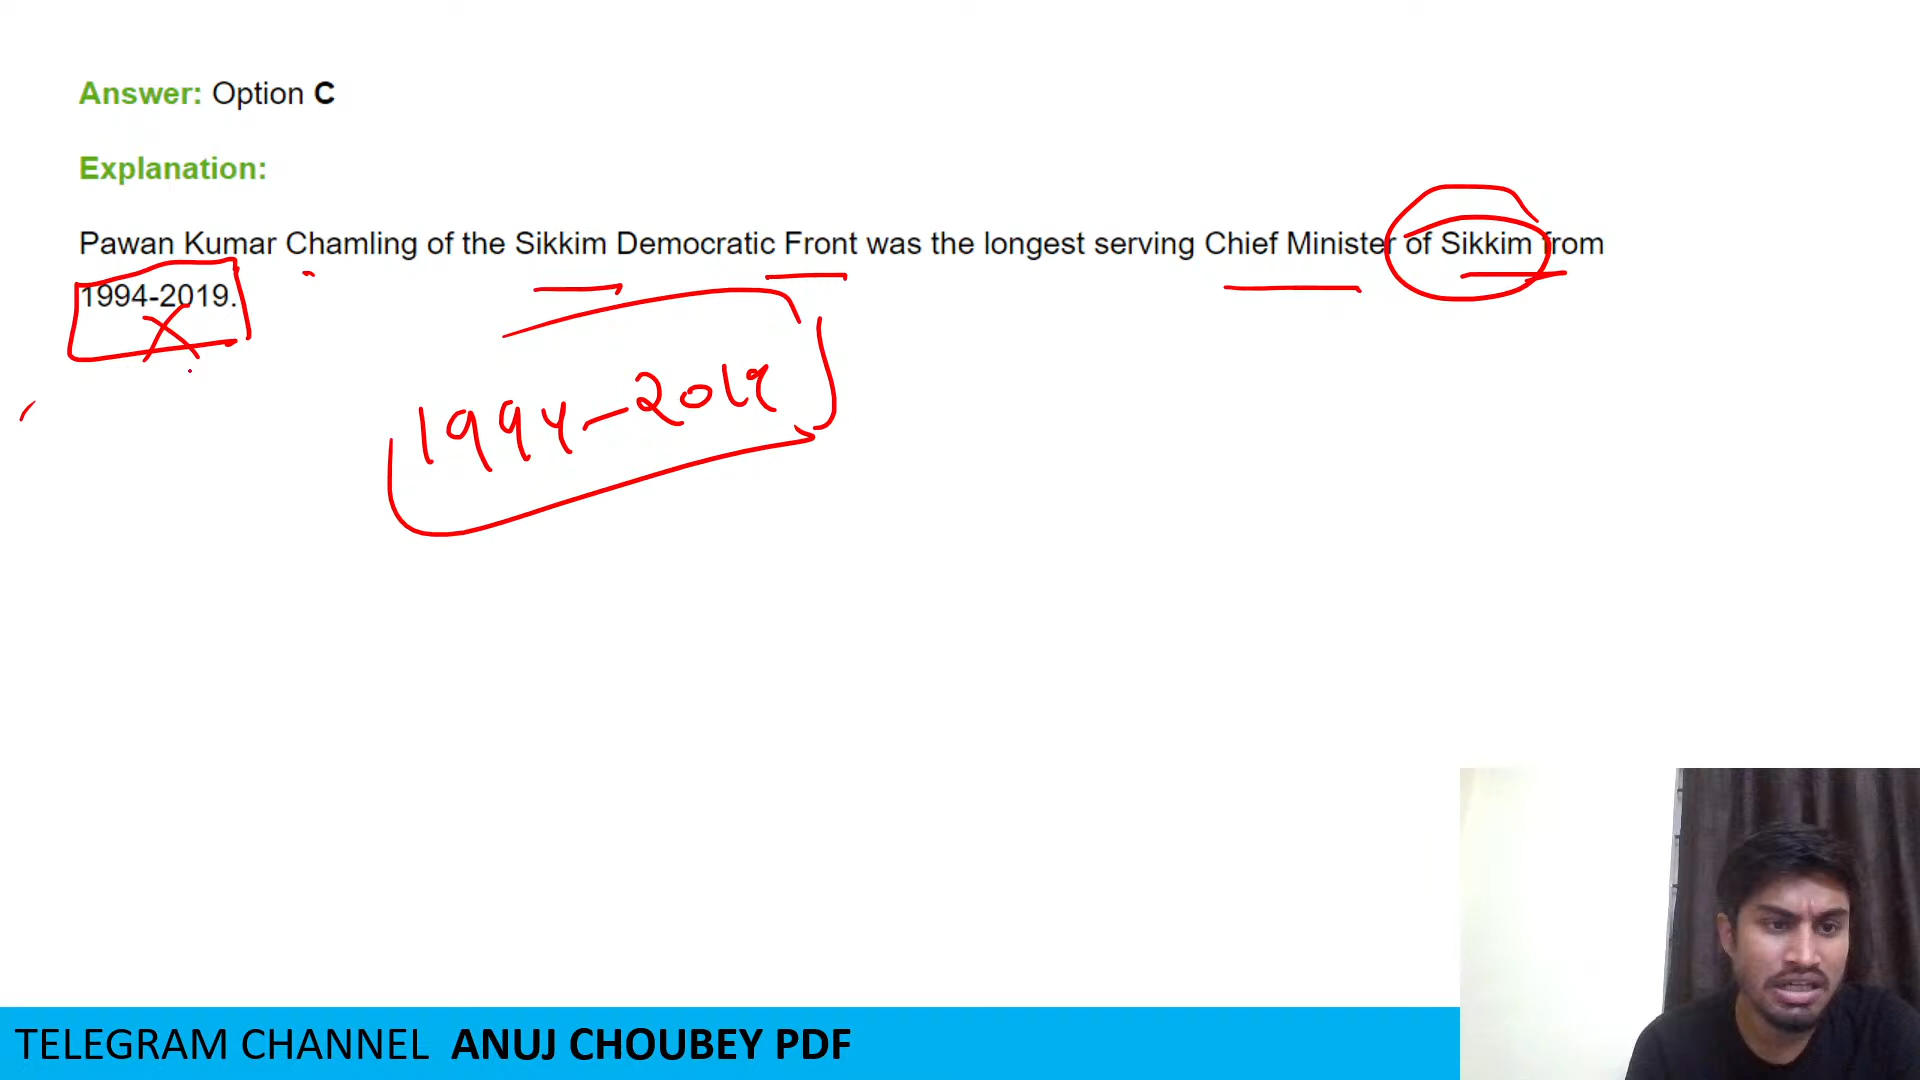 Answer: Option C
Explanation:
Pawan Kumar Chamling of the Sikkim Democratic Front was the longest serving Chief Minister of Sikkim from
1994-2019.
1994-2019
TELEGRAM CHANNEL ANUJ CHOUBEY PDF